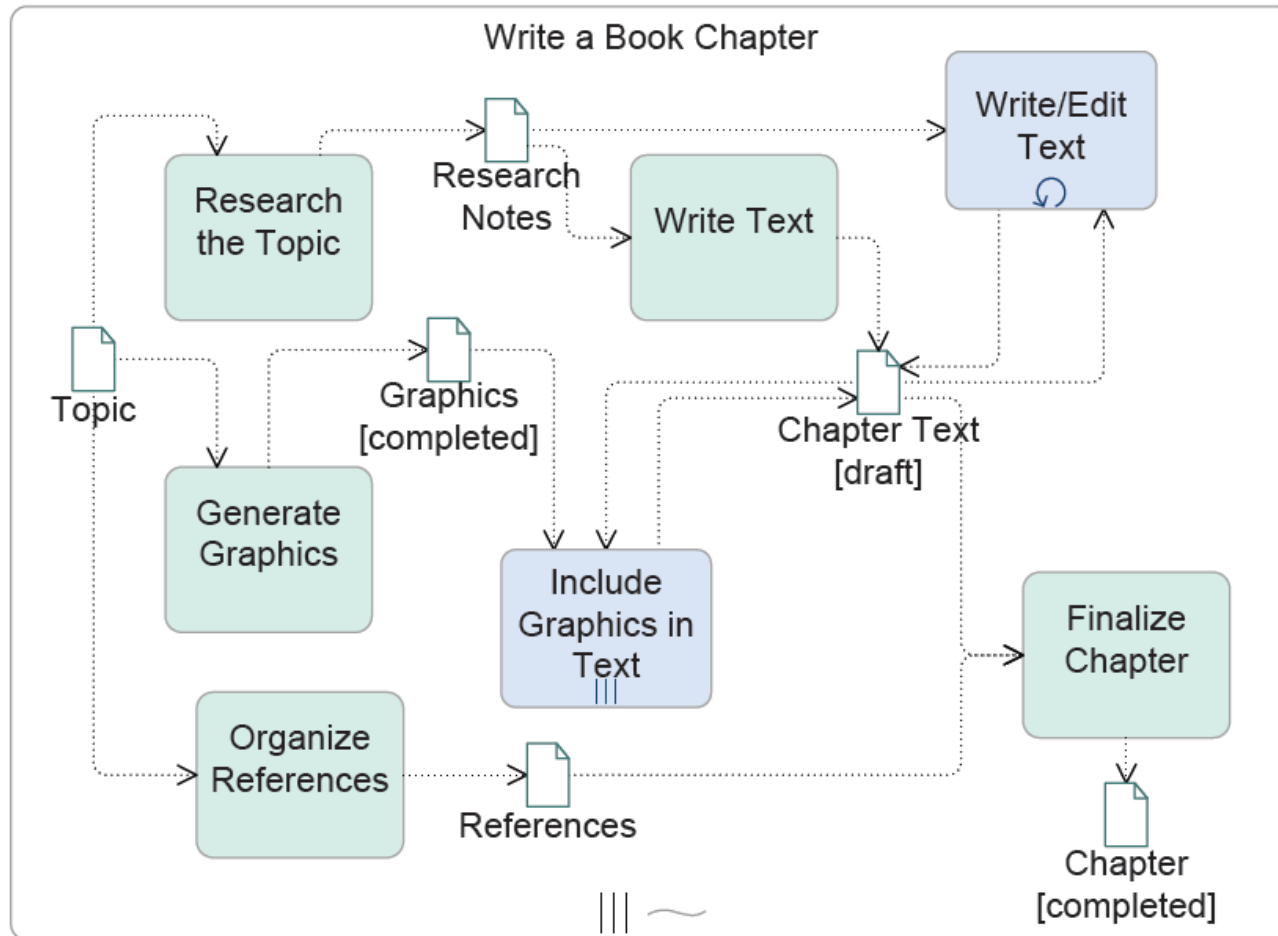 Write a Book Chapter
Write/Edit
Text
Research
the Topic
Research
Notes
Write Text
Topic
Graphics
[completed]
Chapter Text
[draft]
Generate
Graphics
Include
Graphics in
Text
Finalize
Chapter
Organize
References
References
Chapter
[completed]